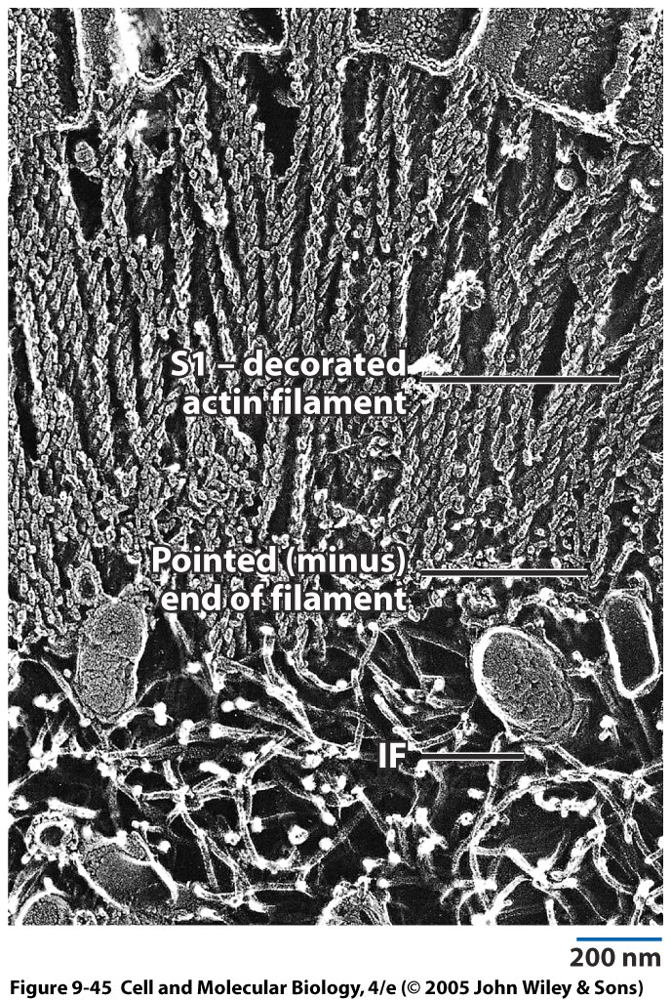 S1 – decorated
actin filament
Pointed (minus)
end of filament
IF
200 nm
Figure 9-45 Cell and Molecular Biology, 4/e (© 2005 John Wiley & Sons)